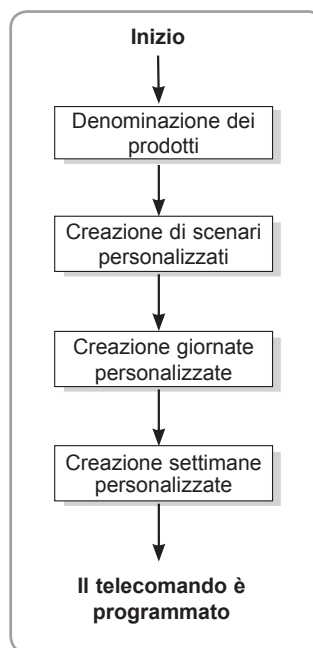 Inizio
Denominazione dei
prodotti
Creazione di scenari
personalizzati
Creazione giornate
personalizzate
Creazione settimane
personalizzate
Il telecomando è
programmato